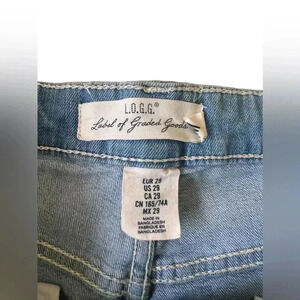 L.O.G.G.®
Label of Graded Goods
EUR 29
US 29
CA 29
CN 165/74A
MX 29
MADE IN
BANGLADESH
FABRIQUE EN
BANGLADESH